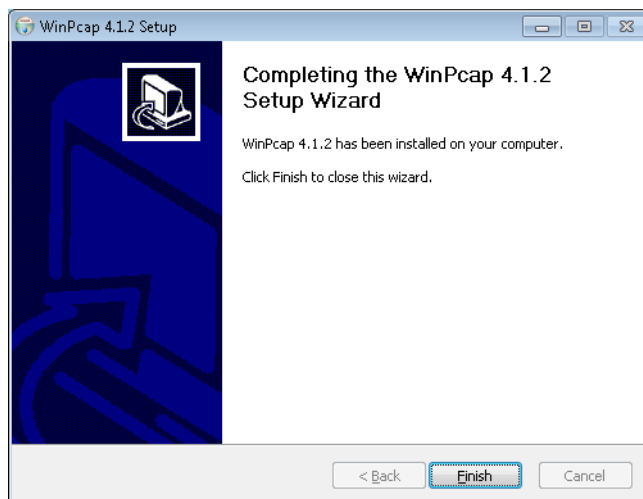 WinPcap 4.1.2 Setup
Completing the WinPcap 4.1.2
Setup Wizard
WinPcap 4.1.2 has been installed on your computer.
Click Finish to close this wizard.
< Back
Finish
Cancel